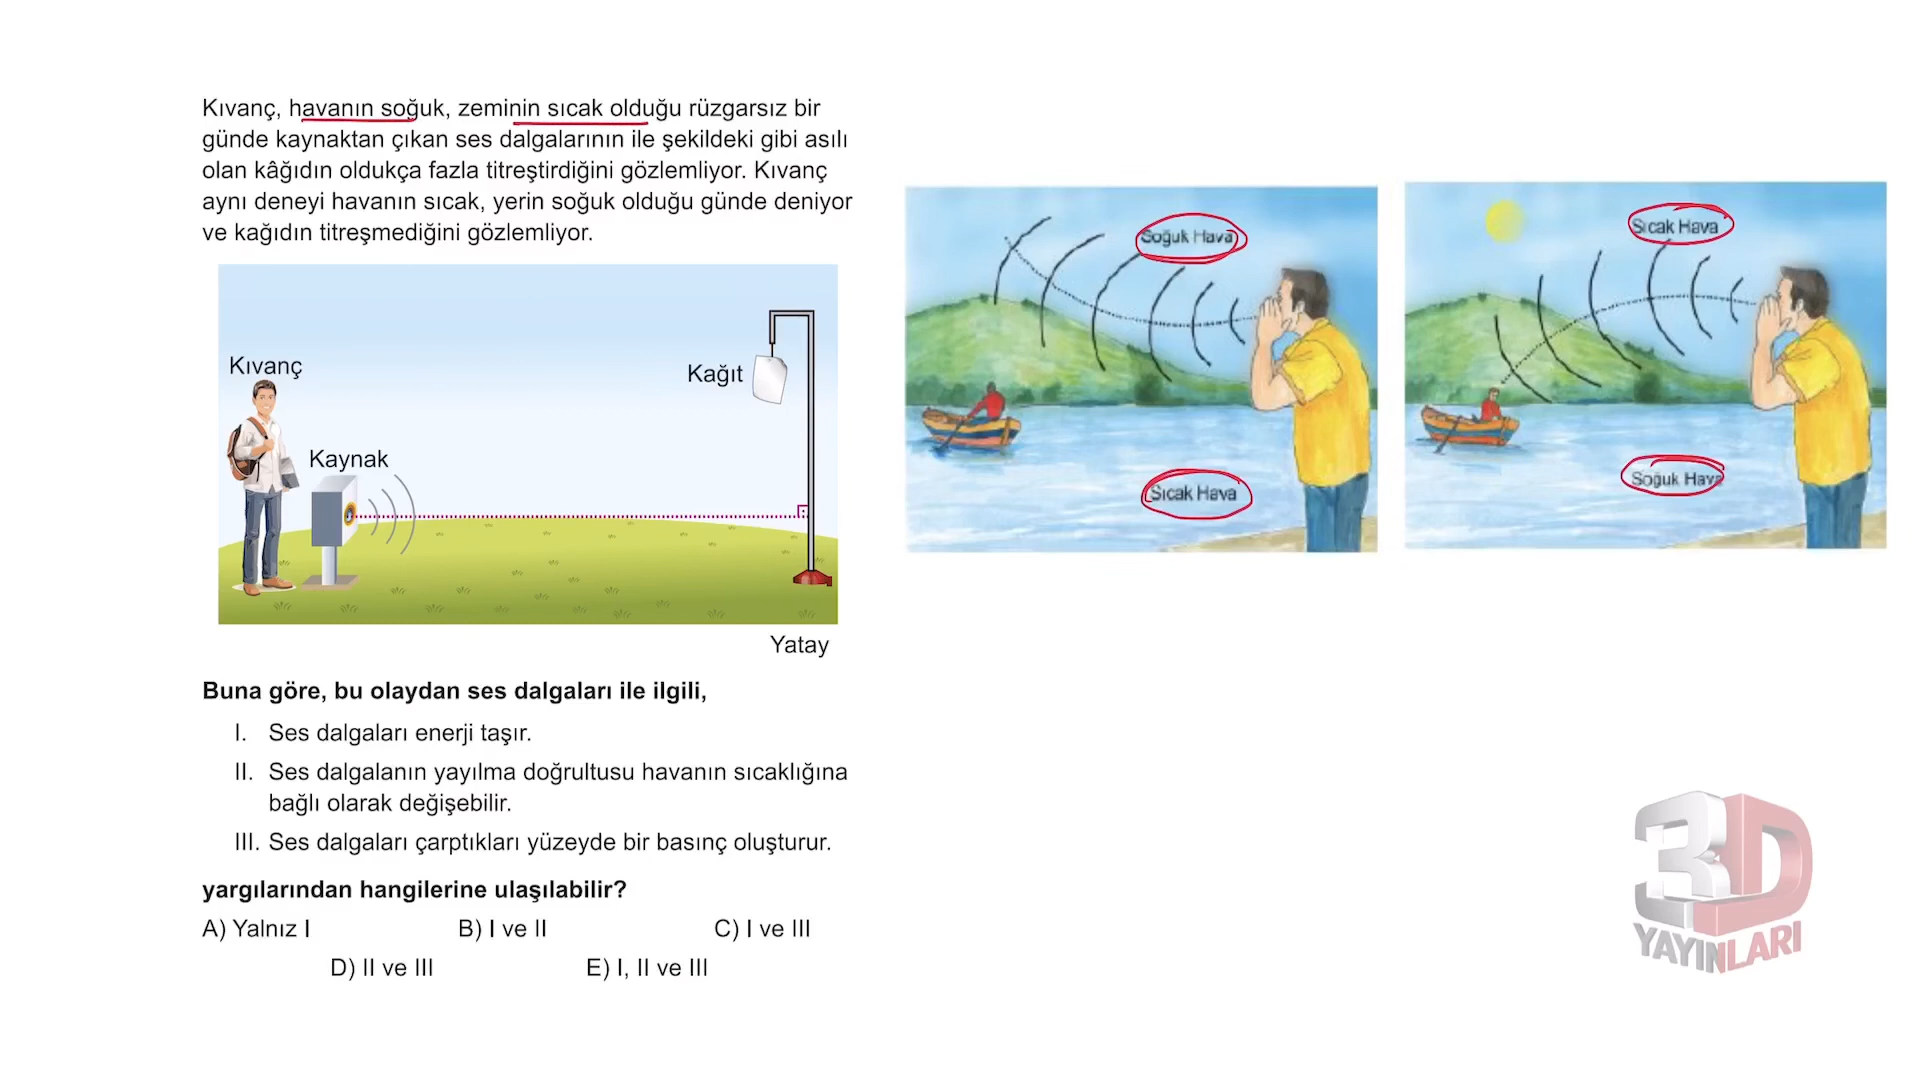 Kıvanç, havanın soğuk, zeminin sıcak olduğu rüzgarsız bir
günde kaynaktan çıkan ses dalgalarının ile şekildeki gibi asılı
olan kâğıdın oldukça fazla titreştirdiğini gözlemliyor. Kıvanç
aynı deneyi havanın sıcak, yerin soğuk olduğu günde deniyor
ve kağıdın titreşmediğini gözlemliyor.
Kıvanç
Kaynak
Kağıt
Yatay
Buna göre, bu olaydan ses dalgaları ile ilgili,
I. Ses dalgaları enerji taşır.
II. Ses dalgalanın yayılma doğrultusu havanın sıcaklığına
bağlı olarak değişebilir.
III. Ses dalgaları çarptıkları yüzeyde bir basınç oluşturur.
yargılarından hangilerine ulaşılabilir?
A) Yalnız I B) I ve II C) I ve III
D) II ve III E) I, II ve III
Soğuk Hava
Sıcak Hava
Sıcak Hava
Soğuk Hava
3D
YAYINLARI